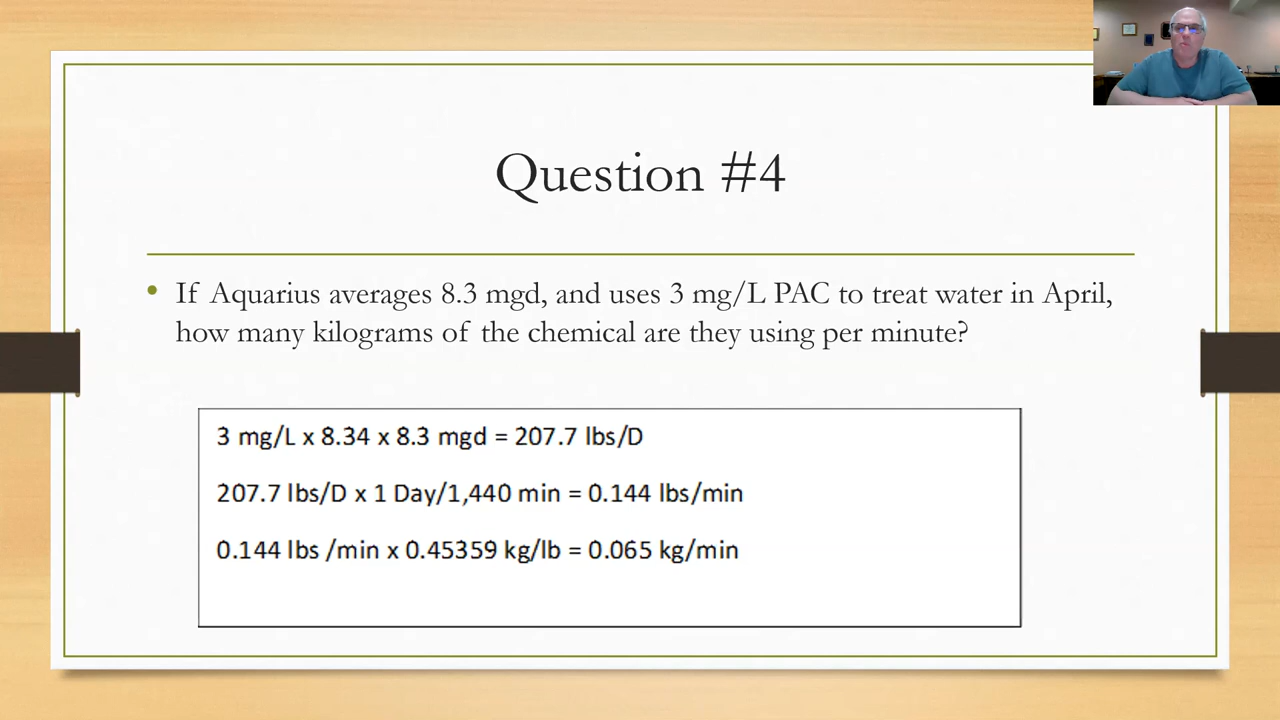 Question #4
• If Aquarius averages 8.3 mgd, and uses 3 mg/L PAC to treat water in April,
how many kilograms of the chemical are they using per minute?
3 mg/L x 8.34 x 8.3 mgd = 207.7 lbs/D
207.7 lbs/D x 1 Day/1,440 min = 0.144 lbs/min
0.144 lbs /min x 0.45359 kg/lb = 0.065 kg/min